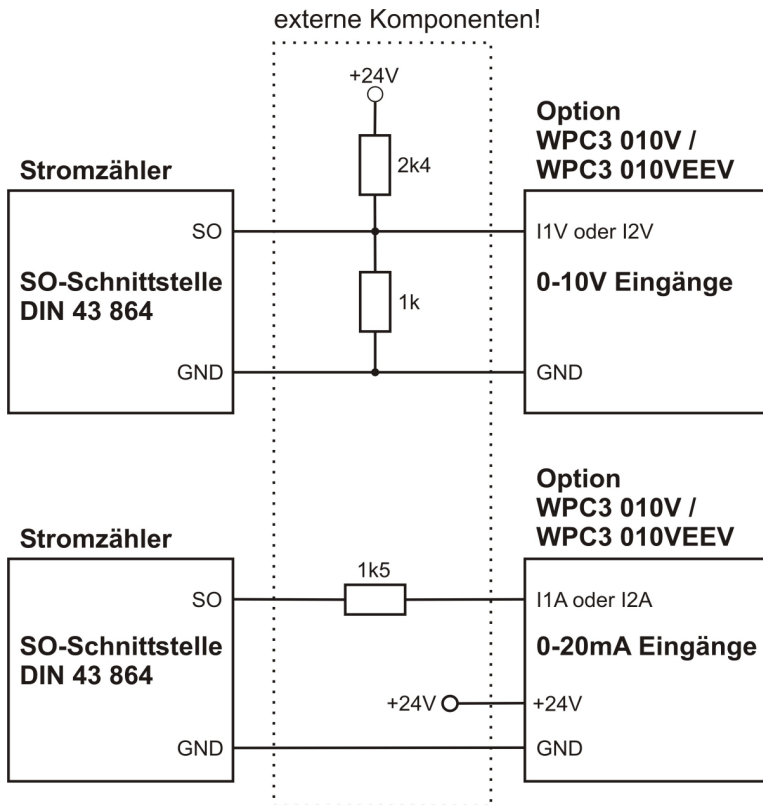 externe Komponenten!
+24V
2k4
1k
Stromzähler
SO
SO-Schnittstelle
DIN 43 864
GND
Option
WPC3 010V /
WPC3 010VEEV
I1V oder I2V
0-10V Eingänge
GND
Stromzähler
SO
SO-Schnittstelle
DIN 43 864
GND
1k5
+24V
Option
WPC3 010V /
WPC3 010VEEV
I1A oder I2A
0-20mA Eingänge
+24V
GND